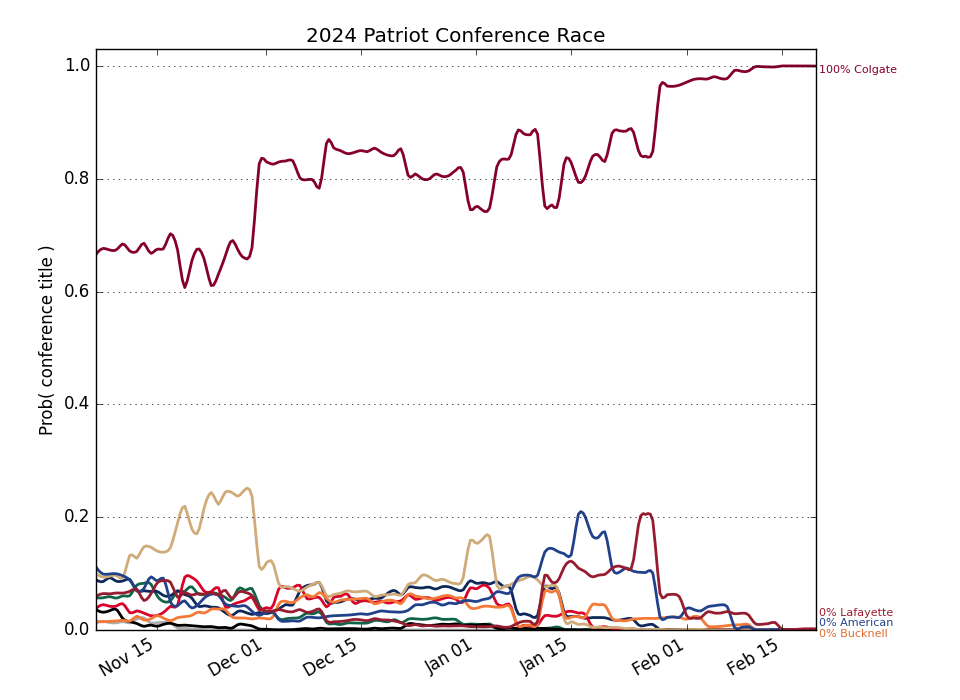 2024 Patriot Conference Race
1.0
0.8
0.6
0.4
0.2
0.0
Prob( conference title )
100% Colgate
0% Lafayette
0% American
0% Bucknell
Nov 15
Dec 01
Dec 15
Jan 01
Jan 15
Feb 01
Feb 15